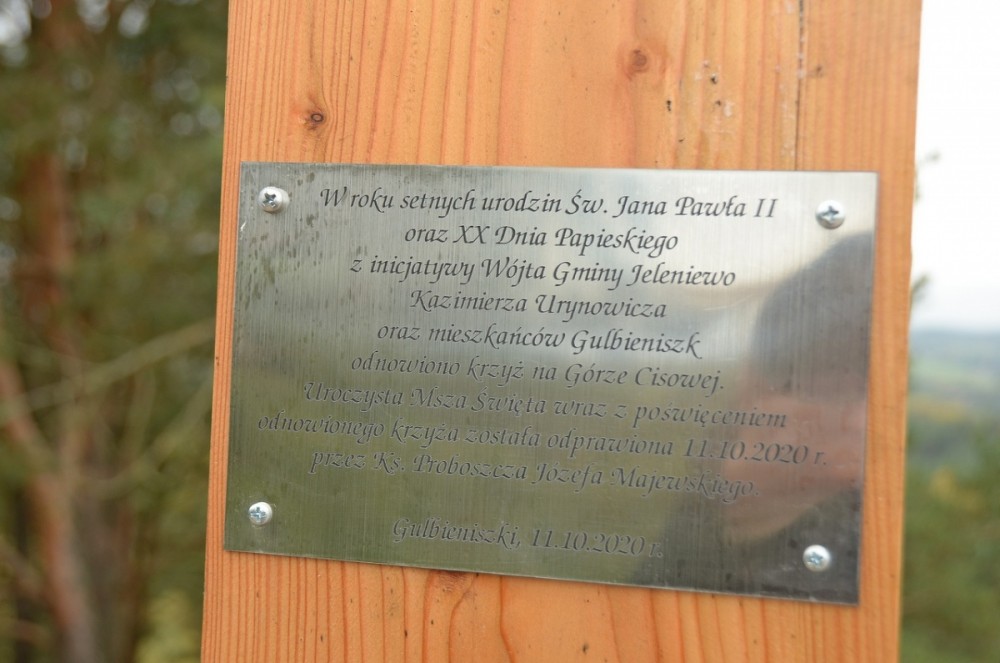 W roku setnych urodzin Św. Jana Pawła II
oraz XX Dnia Papieskiego
z inicjatywy Wójta Gminy Jeleniewo
Kazimierza Urynowicza
oraz mieszkańców Gulbieniszk
odnowiono krzyż na Górze Cisowej.
Uroczysta Msza Święta wraz z poświęceniem
odnowionego krzyża została odprawiona 11.10.2020 r.
przez Ks. Proboszcza Józefa Majewskiego.
Gulbieniszki, 11.10.2020 r.